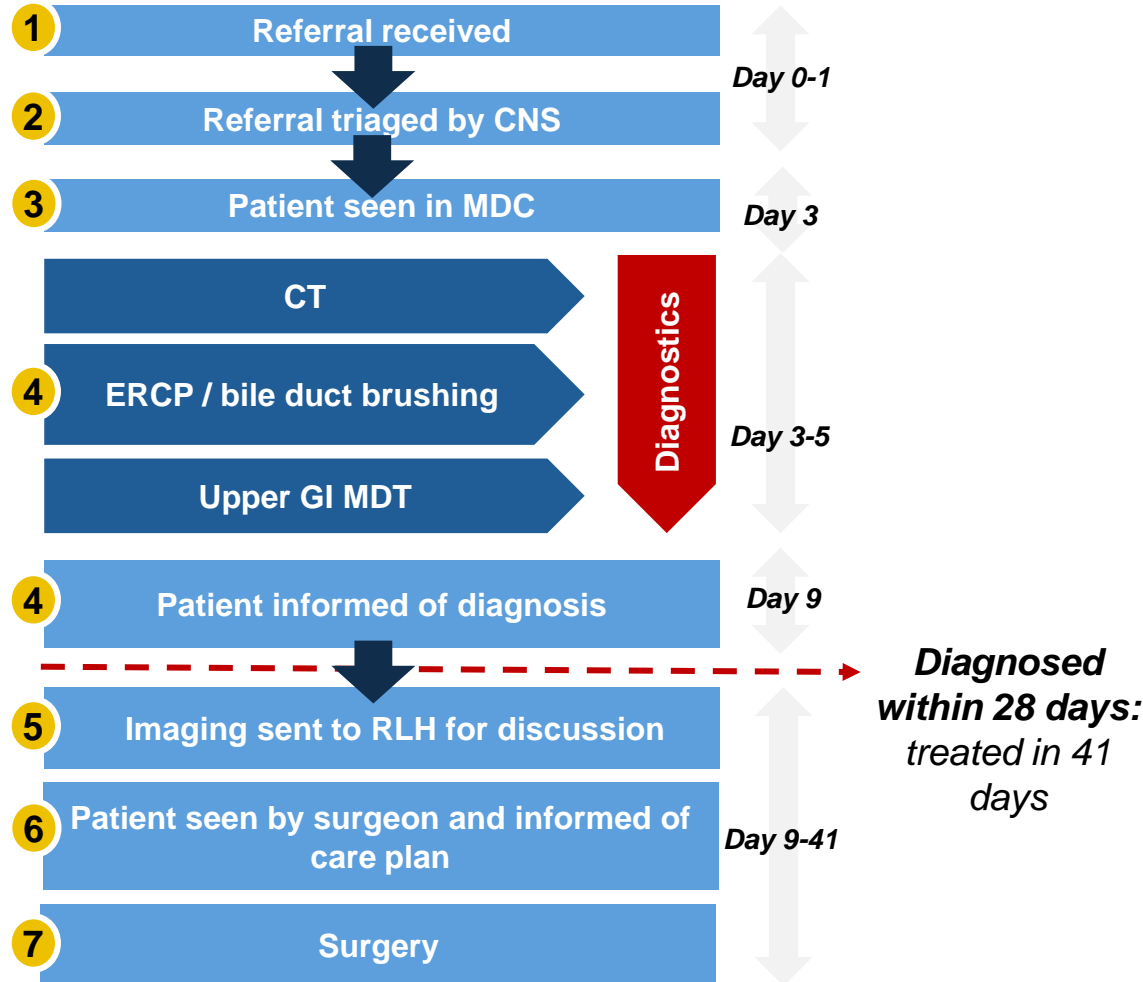 1
Referral received
Day 0-1
2
Referral triaged by CNS
3
Patient seen in MDC
Day 3
CT
4
ERCP / bile duct brushing
Upper GI MDT
Diagnostics
Day 3-5
4
Patient informed of diagnosis
Day 9
Diagnosed
within 28 days:
treated in 41
days
5
Imaging sent to RLH for discussion
6
Patient seen by surgeon and informed of
care plan
Day 9-41
7
Surgery